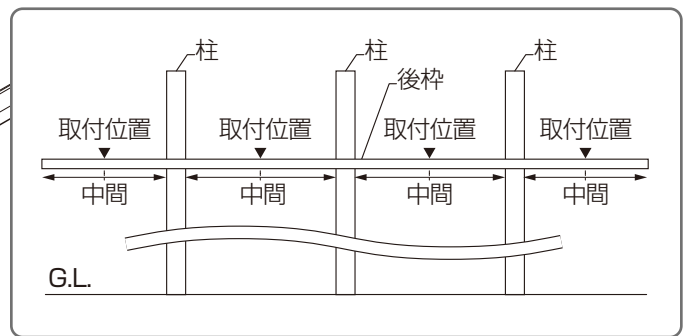 柱 柱 柱
後枠
取付位置 取付位置 取付位置 取付位置
中間 中間 中間 中間
G.L.